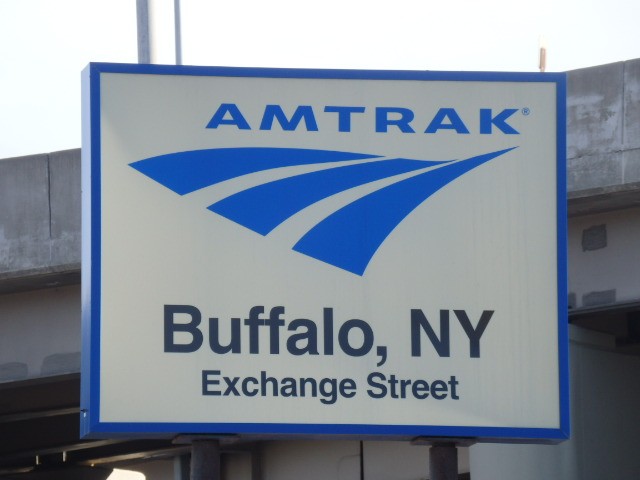 AMTRAK®
Buffalo, NY
Exchange Street